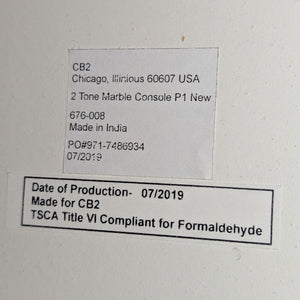 CB2
Chicago, Illinious 60607 USA
2 Tone Marble Console P1 New
676-008
Made in India
PO#971-7486934
07/2019
Date of Production- 07/2019
Made for CB2
TSCA Title VI Compliant for Formaldehyde